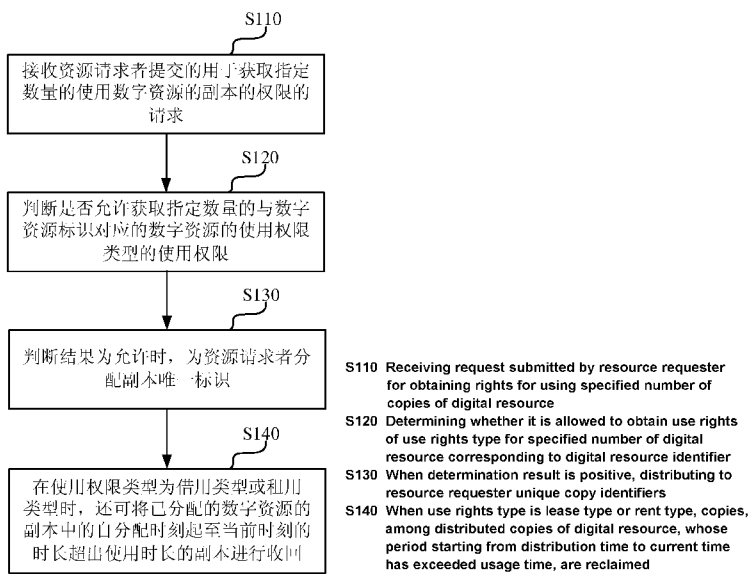 S110
接收资源请求者提交的用于获取指定
数量的使用数字资源的副本的权限的
请求
S120
判断是否允许获取指定数量的与数字
资源标识对应的数字资源的使用权限
类型的使用权限
S130
判断结果为允许时，为资源请求者分
配副本唯一标识
S140
在使用权限类型为借用类型或租用
类型时，还可将已分配的数字资源的
副本中的自分配时刻起至当前时刻的
时长超出使用时长的副本进行收回
S110 Receiving request submitted by resource requester
for obtaining rights for using specified number of
copies of digital resource
S120 Determining whether it is allowed to obtain use rights
of use rights type for specified number of digital
resource corresponding to digital resource identifier
S130 When determination result is positive, distributing to
resource requester unique copy identifiers
S140 When use rights type is lease type or rent type, copies,
among distributed copies of digital resource, whose
period starting from distribution time to current time
has exceeded usage time, are reclaimed